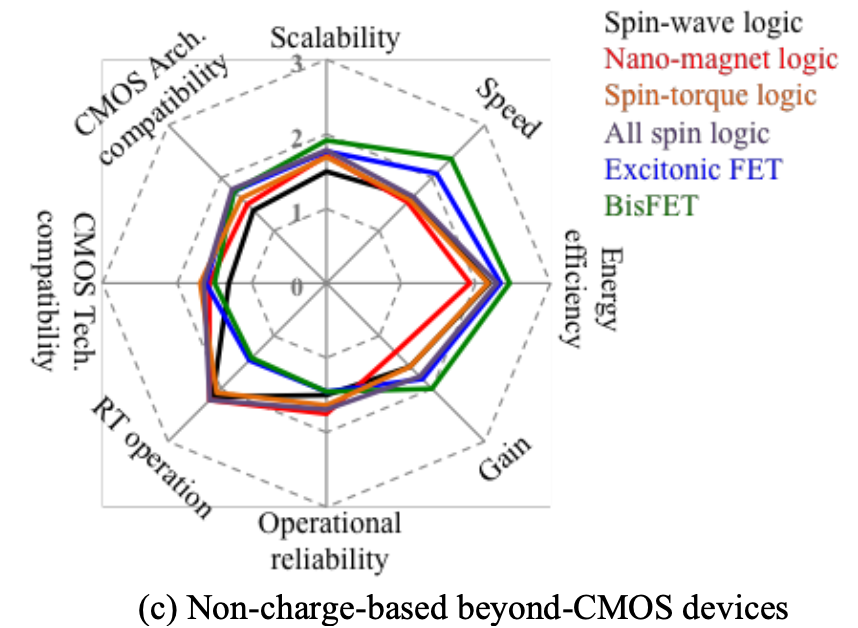 Scalability
Speed
Energy
efficiency
Gain
Operational
reliability
RT operation
CMOS Tech.
compatibility
CMOS Arch.
compatibility
3
2
1
0
Spin-wave logic
Nano-magnet logic
Spin-torque logic
All spin logic
Excitonic FET
BisFET
(c) Non-charge-based beyond-CMOS devices